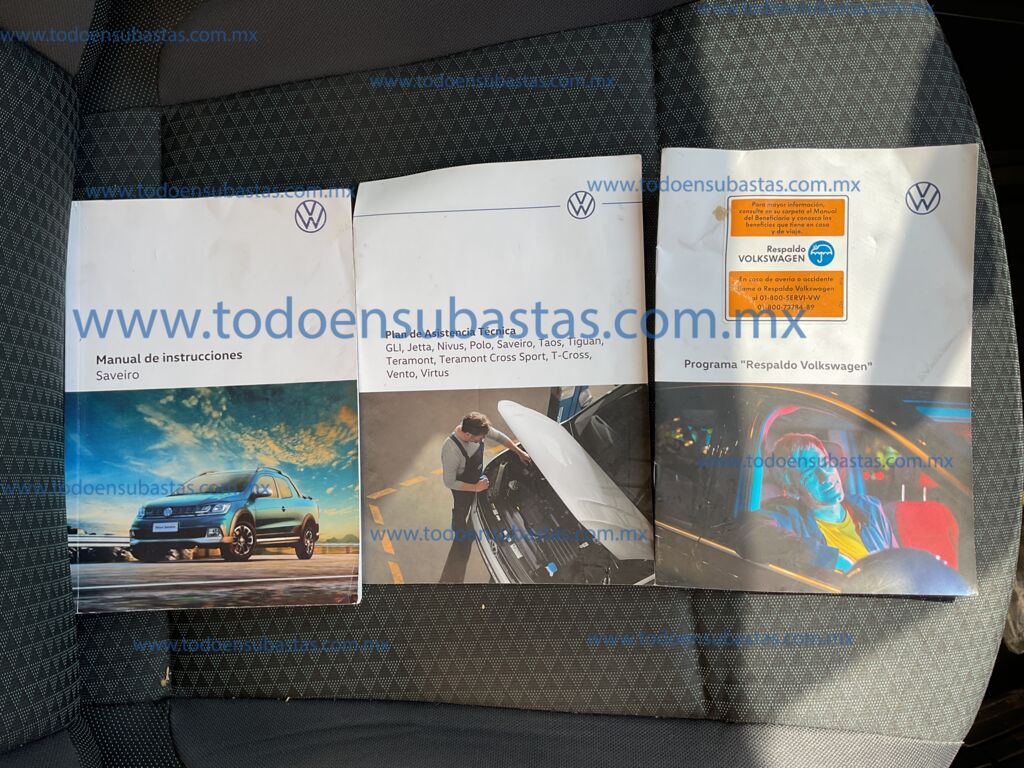 www.todoensubastas.com.mx
www.todoensubastas.com.mx
www.todoensubastas.com.mx
www.todoensubastas.com.mx
www.todoensubastas.com.mx
Manual de instrucciones
Saveiro
Plan de Asistencia Técnica
GLI, Jetta, Nivus, Polo, Saveiro, Taos, Tiguan,
Teramont, Teramont Cross Sport, T-Cross,
Vento, Virtus
Para mayor información,
consulte en su carpeta el Manual
del Beneficiario y conozca los
beneficios que tiene en casa
y de viaje.
Respaldo
VOLKSWAGEN
En caso de avería o accidente
llame a Respaldo Volkswagen
al 01-800-SERVI-VW
01-800-73784-89
Programa "Respaldo Volkswagen"
www.todoensubastas.com.mx
www.todoensubastas.com.mx
www.todoensubastas.com.mx
www.todoensubastas.com.mx
www.todoensubastas.com.mx
www.todoensubastas.com.mx